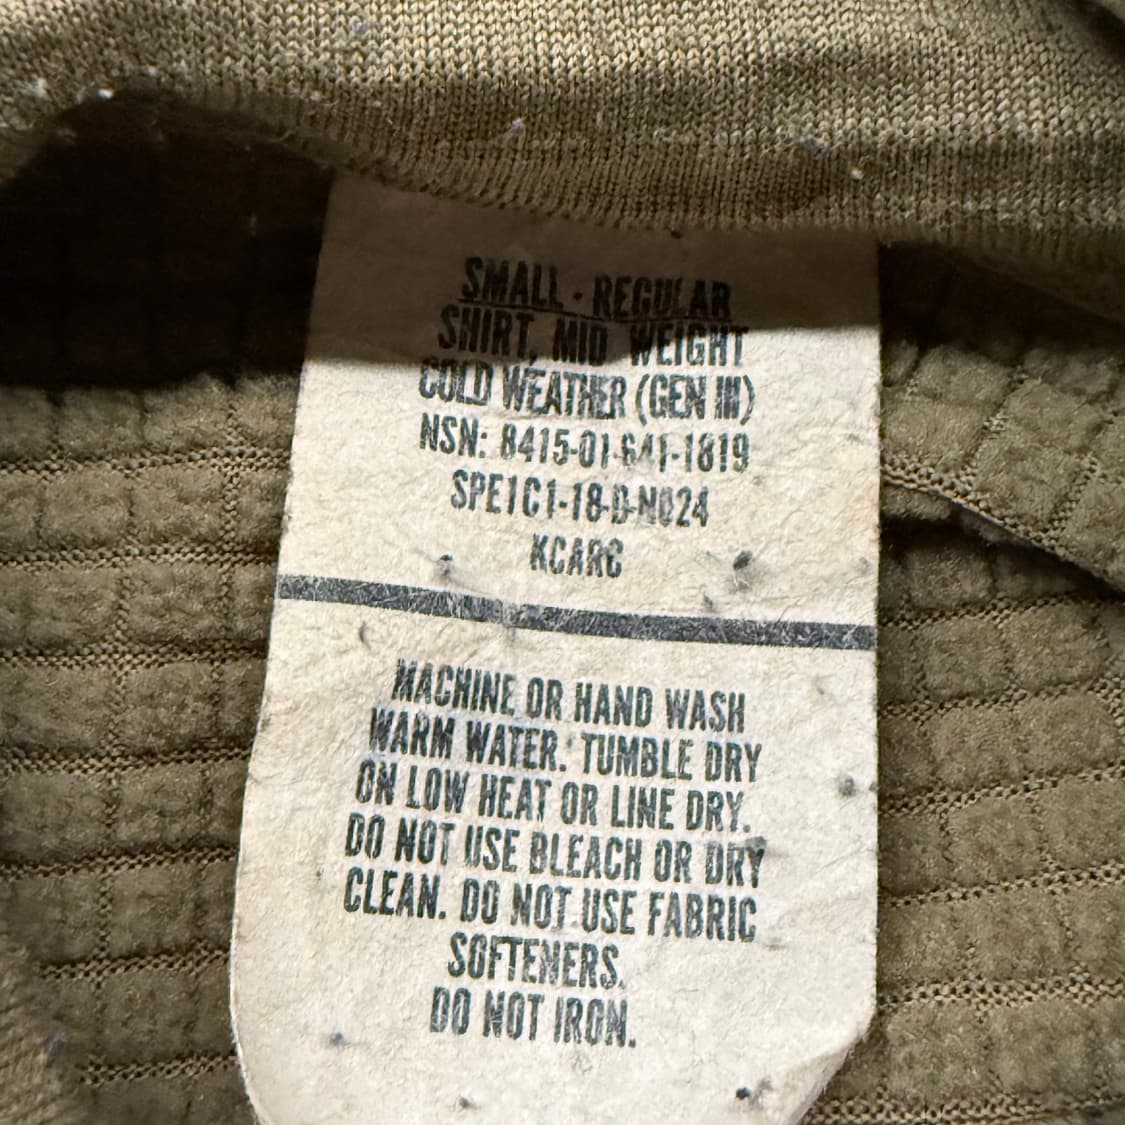 SMALL - REGULAR
SHIRT, MID WEIGHT
COLD WEATHER (GEN III)
NSN: 8415-01-641-1819
SPE1C1-18-D-N024
KCARC
MACHINE OR HAND WASH
WARM WATER. TUMBLE DRY
ON LOW HEAT OR LINE DRY.
DO NOT USE BLEACH OR DRY
CLEAN. DO NOT USE FABRIC
SOFTENERS.
DO NOT IRON.